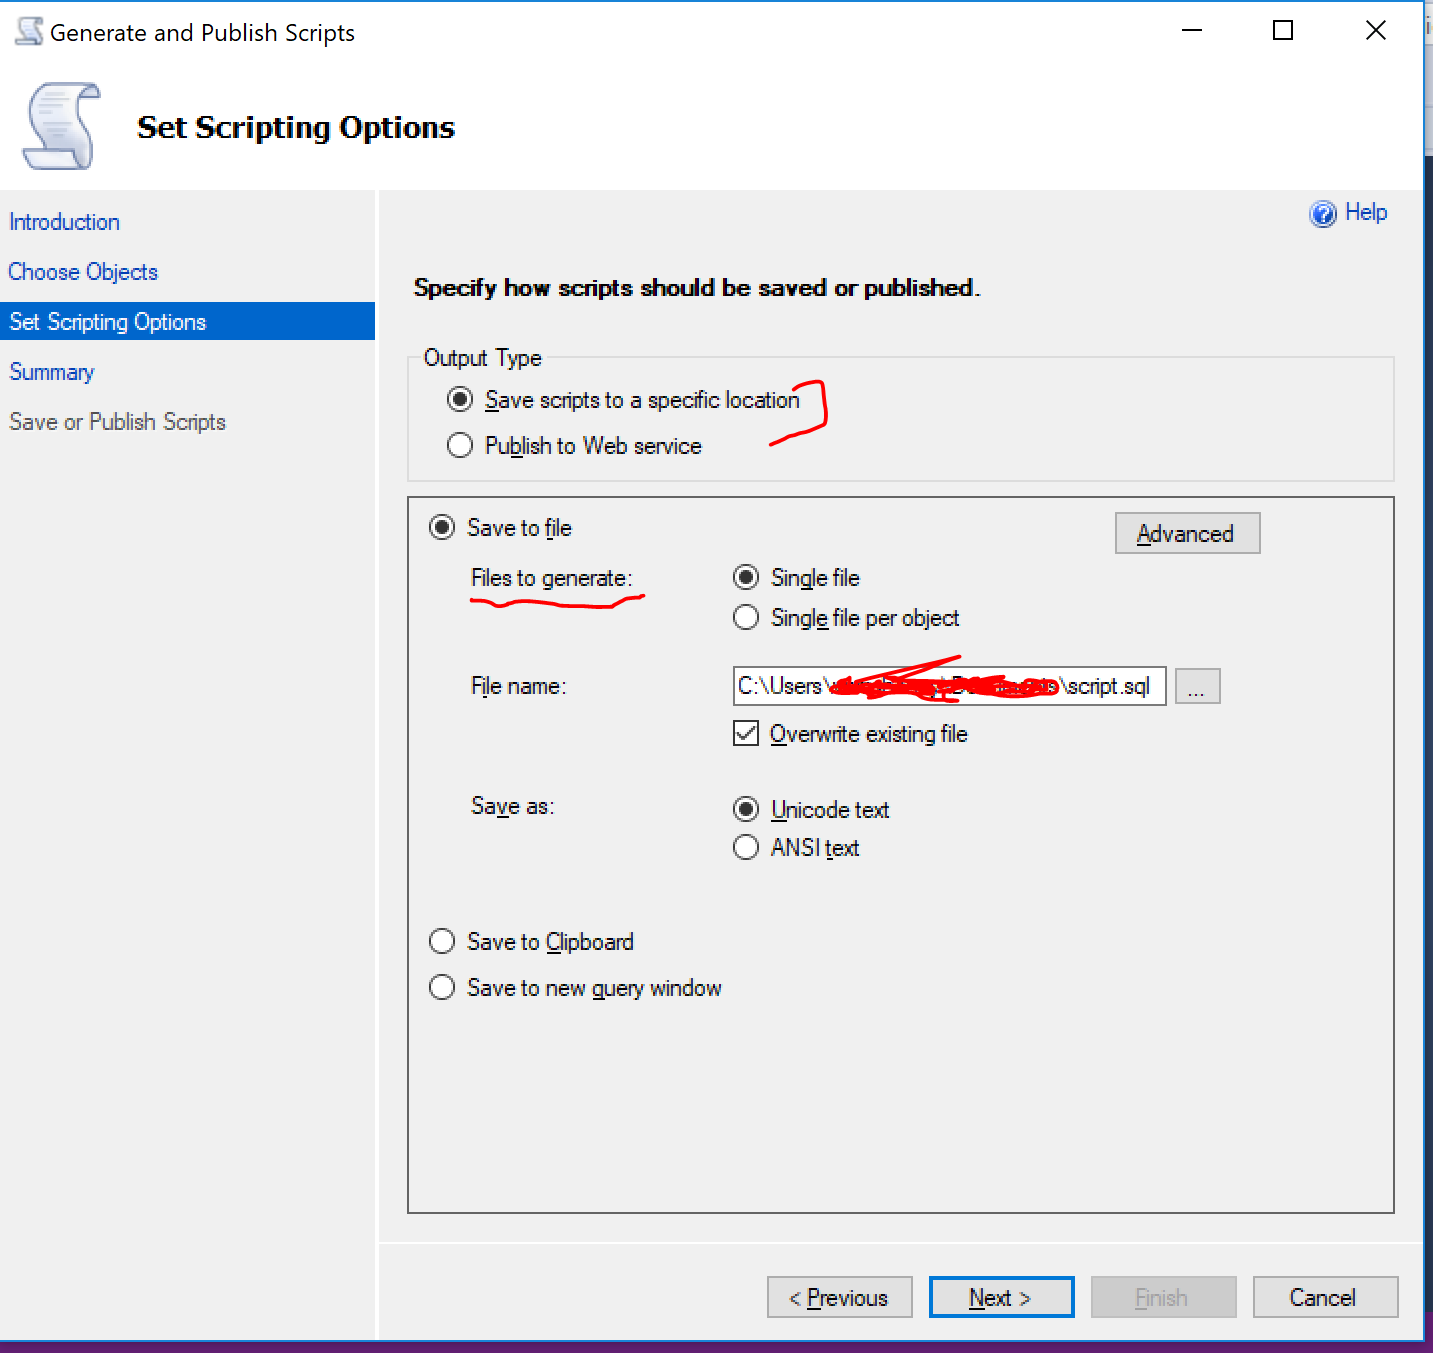 Generate and Publish Scripts
Set Scripting Options
Introduction
Choose Objects
Set Scripting Options
Summary
Save or Publish Scripts
Help
Specify how scripts should be saved or published.
Output Type
Save scripts to a specific location
Publish to Web service
Save to file
Advanced
Files to generate:
Single file
Single file per object
File name:
C:\Users\ \script.sql
...
Overwrite existing file
Save as:
Unicode text
ANSI text
Save to Clipboard
Save to new query window
< Previous
Next >
Finish
Cancel